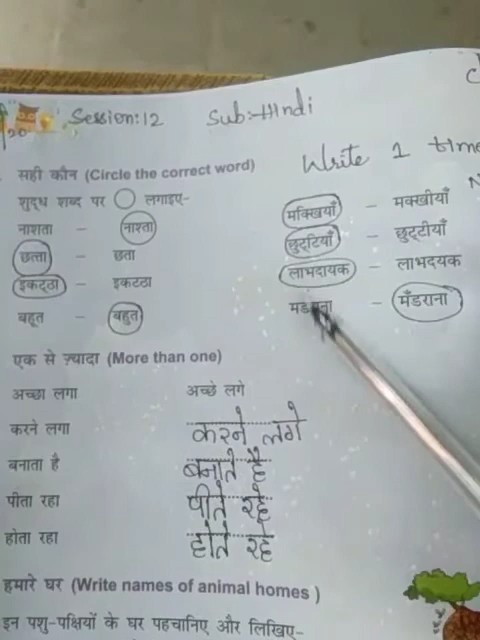 Session:12 Sub:-Hindi
सही कौन (Circle the correct word) Write 1 time
शुद्ध शब्द पर ○ लगाइए-
नाशता – नाश्ता मक्खियाँ – मक्खीयाँ
छत्ता – छता छुट्टियाँ – छुट्टीयाँ
इकट्ठा – इकटठा लाभदायक – लाभदयक
बहूत – बहुत – मँडराना
एक से ज़्यादा (More than one)
अच्छा लगा अच्छे लगे
करने लगा करने लगे
बनाता है बनाते है
पीता रहा पीते रहे
होता रहा होते रहे
हमारे घर (Write names of animal homes)
इन पशु-पक्षियों के घर पहचानिए और लिखिए-